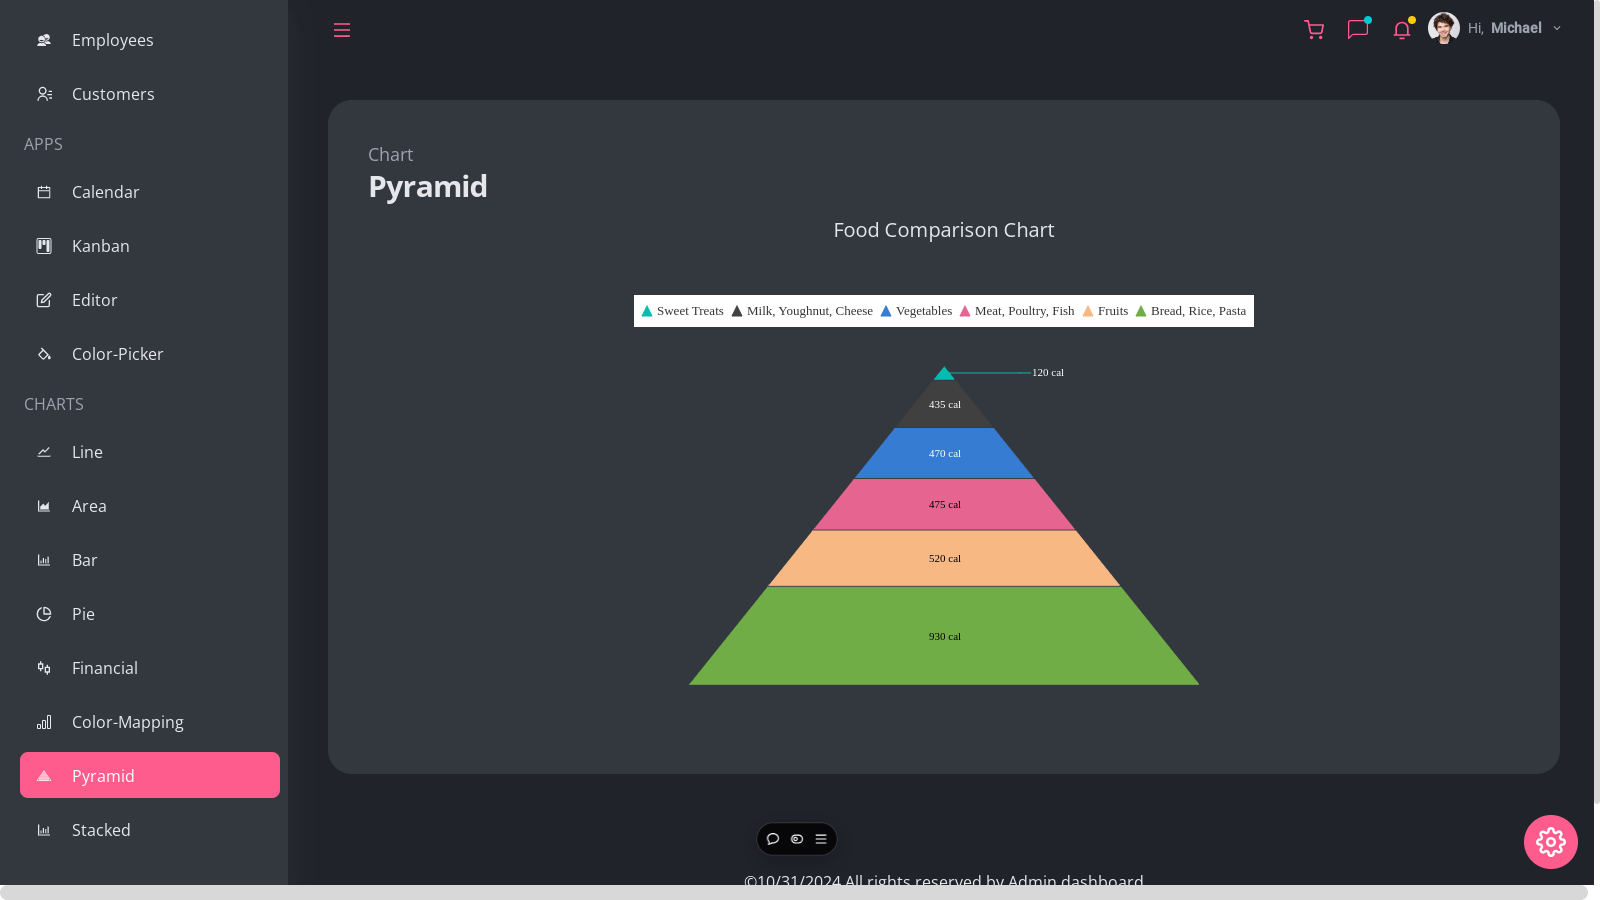 Employees
Customers
APPS
Calendar
Kanban
Editor
Color-Picker
CHARTS
Line
Area
Bar
Pie
Financial
Color-Mapping
Pyramid
Stacked
Hi, Michael
Chart
Pyramid
Food Comparison Chart
Sweet Treats Milk, Youghnut, Cheese Vegetables Meat, Poultry, Fish Fruits Bread, Rice, Pasta
120 cal
435 cal
470 cal
475 cal
520 cal
930 cal
©10/31/2024 All rights reserved by Admin dashboard